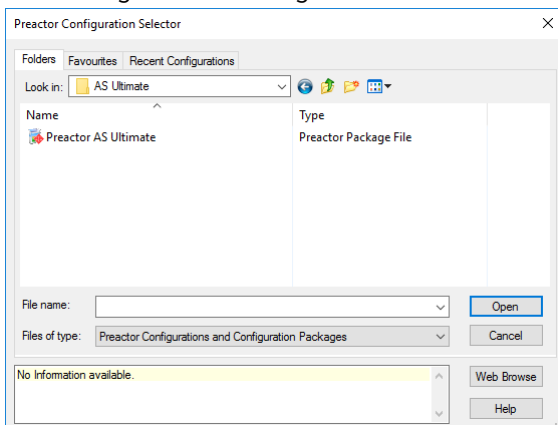 Preactor Configuration Selector
Folders Favourites Recent Configurations
Look in: AS Ultimate
Name Type
Preactor AS Ultimate Preactor Package File
File name: Open
Files of type: Preactor Configurations and Configuration Packages Cancel
No Information available. Web Browse
Help